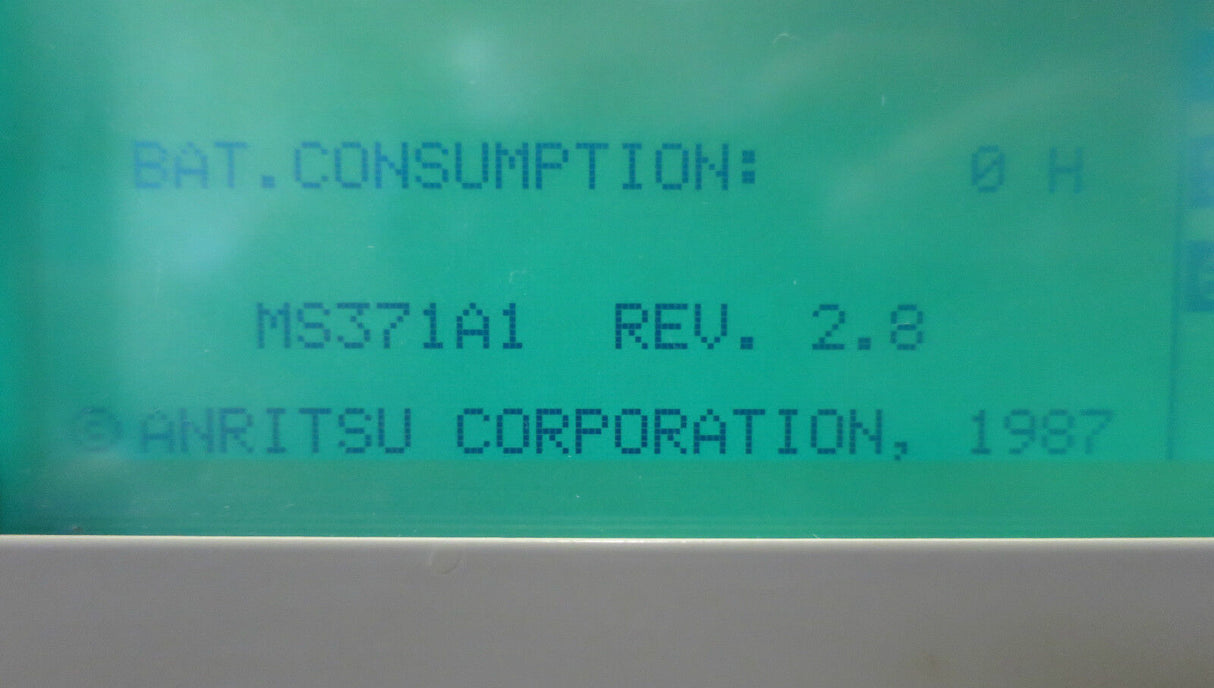 BAT.CONSUMPTION: 0 H
MS371A1 REV. 2.8
©ANRITSU CORPORATION, 1987